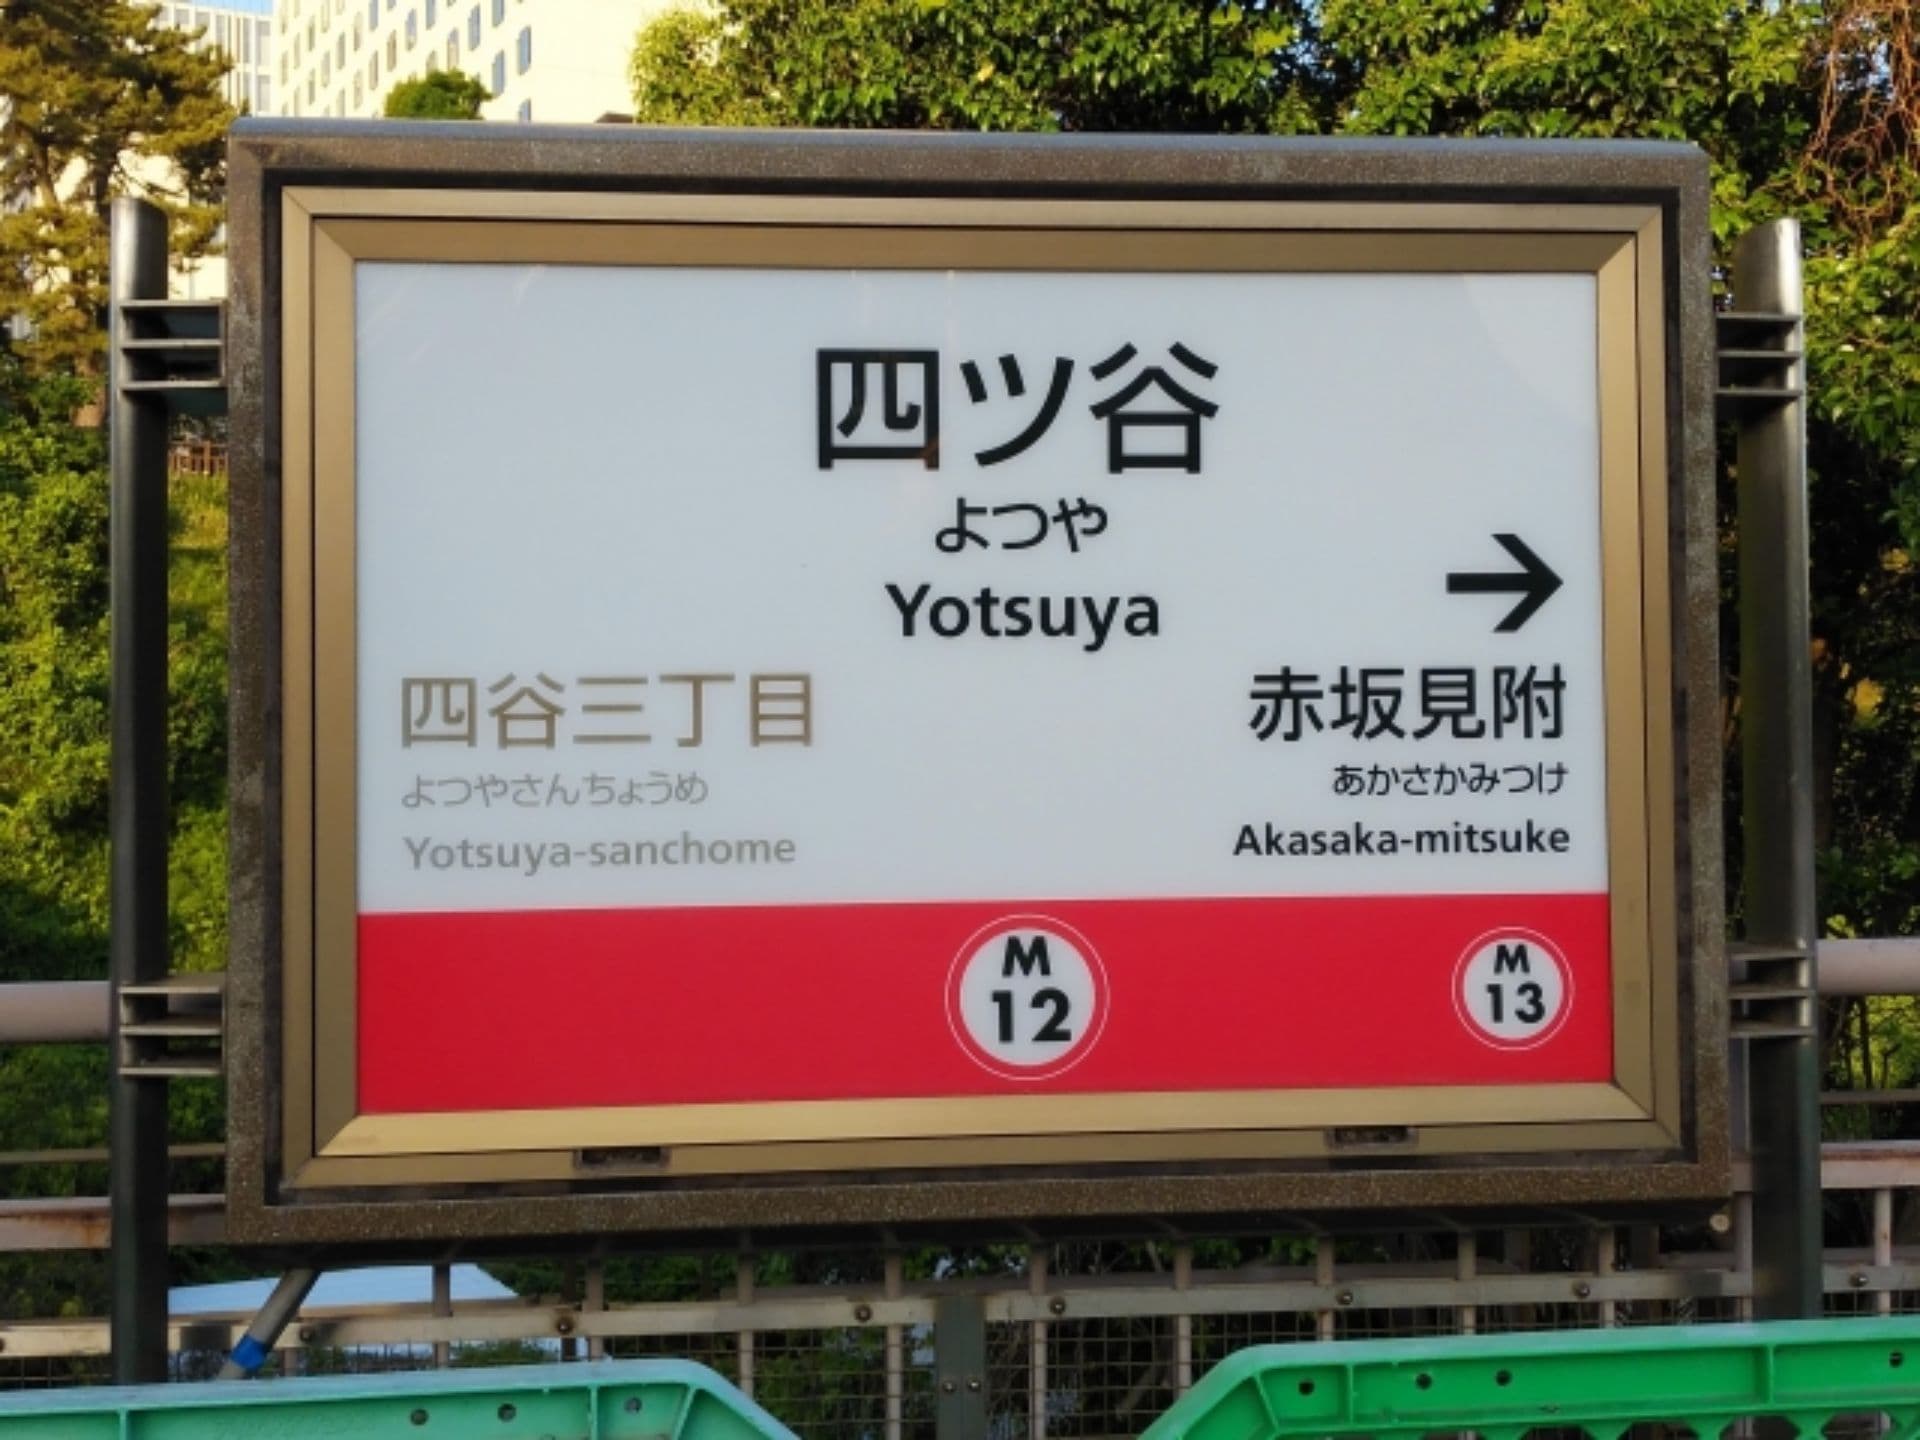 四ツ谷
よつや
Yotsuya
→
四谷三丁目
よつやさんちょうめ
Yotsuya-sanchome
赤坂見附
あかさかみつけ
Akasaka-mitsuke
M
12
M
13